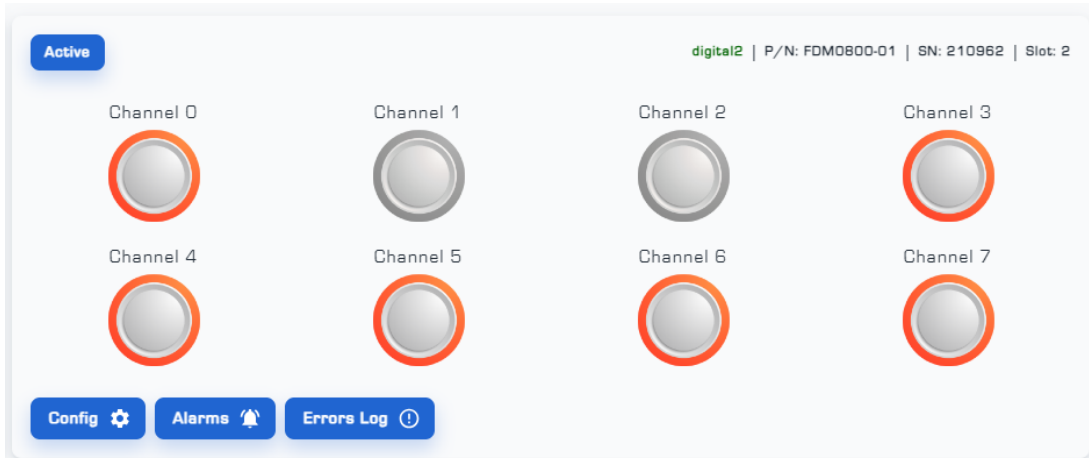 Active
digital2 | P/N: FDM0800-01 | SN: 210962 | Slot: 2
Channel 0 Channel 1 Channel 2 Channel 3
Channel 4 Channel 5 Channel 6 Channel 7
Config Alarms Errors Log